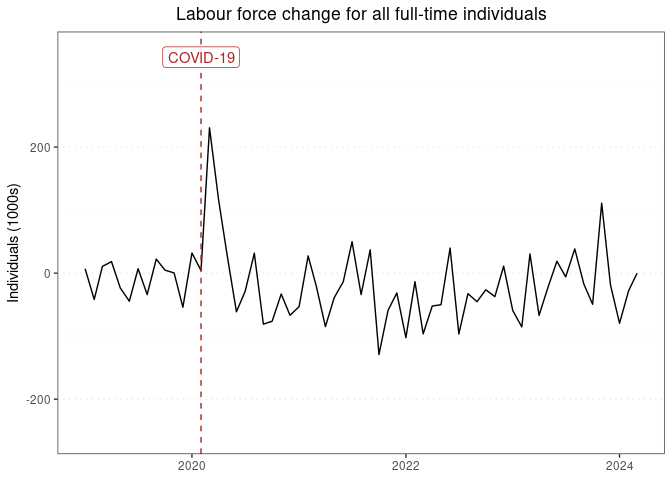 Labour force change for all full-time individuals
COVID-19
Individuals (1000s)
200
0
-200
2020
2022
2024